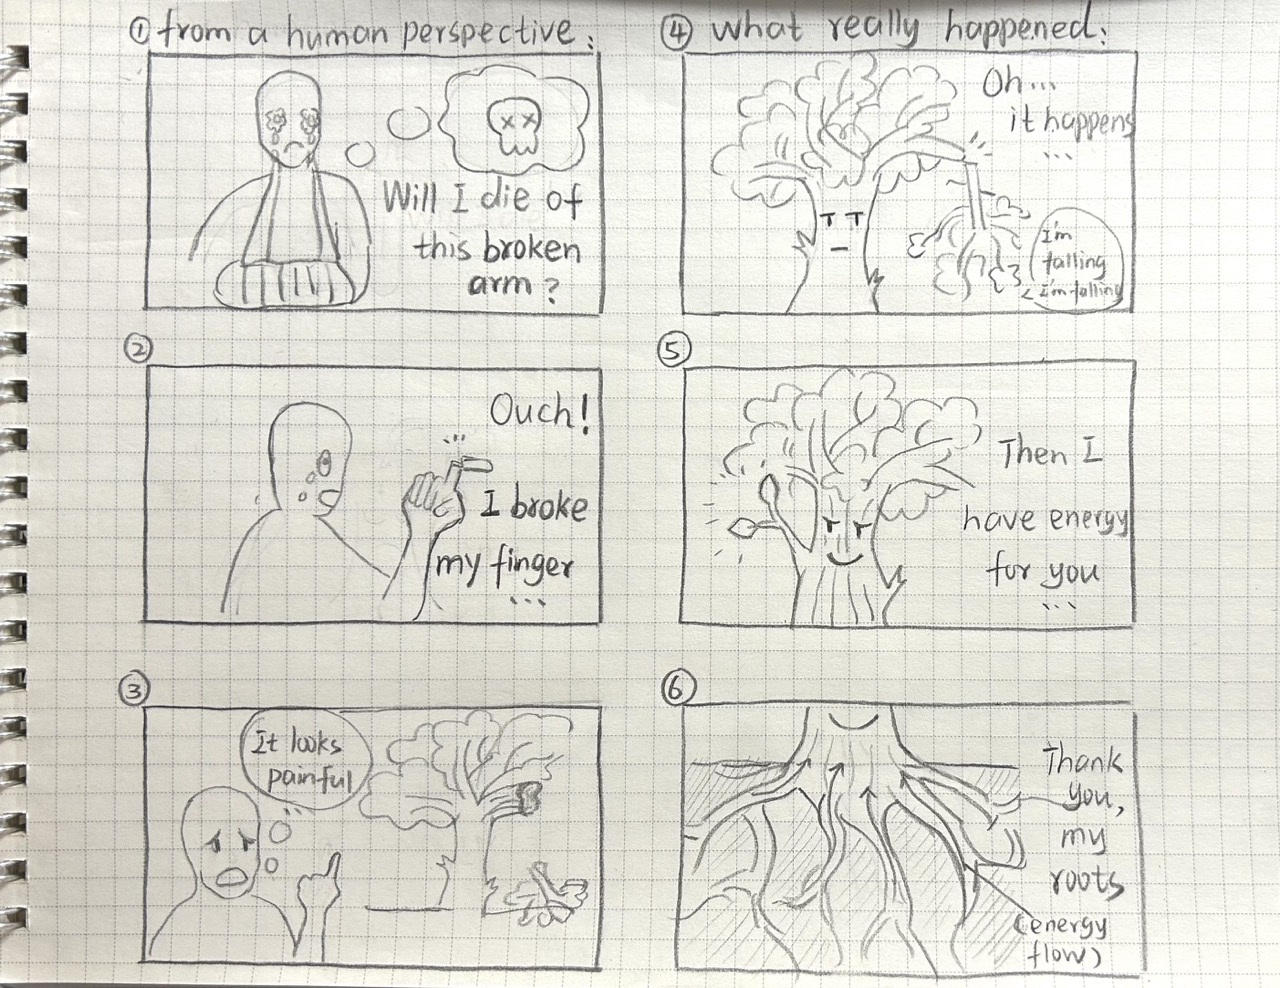 ① from a human perspective:
Will I die of
this broken
arm?
②
Ouch!
I broke
my finger
...
③
It looks
painful
④ what really happened:
Oh...
it happens
...
I'm
falling
I'm falling
⑤
Then I
have energy
for you
...
⑥
Thank
you,
my
roots
(energy
flow)